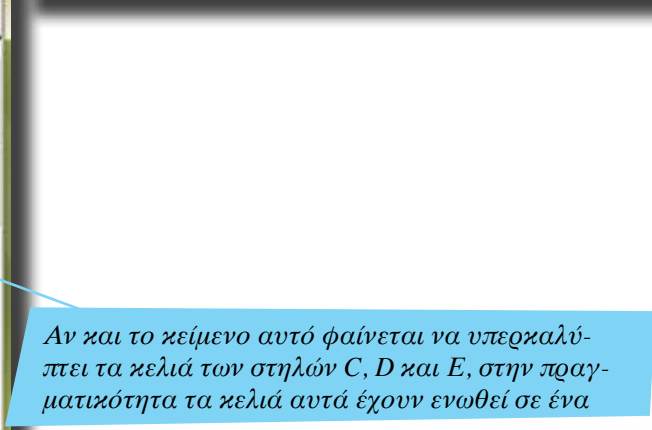 Αν και το κείμενο αυτό φαίνεται να υπερκαλύ-
πτει τα κελιά των στηλών C, D και E, στην πραγ-
ματικότητα τα κελιά αυτά έχουν ενωθεί σε ένα